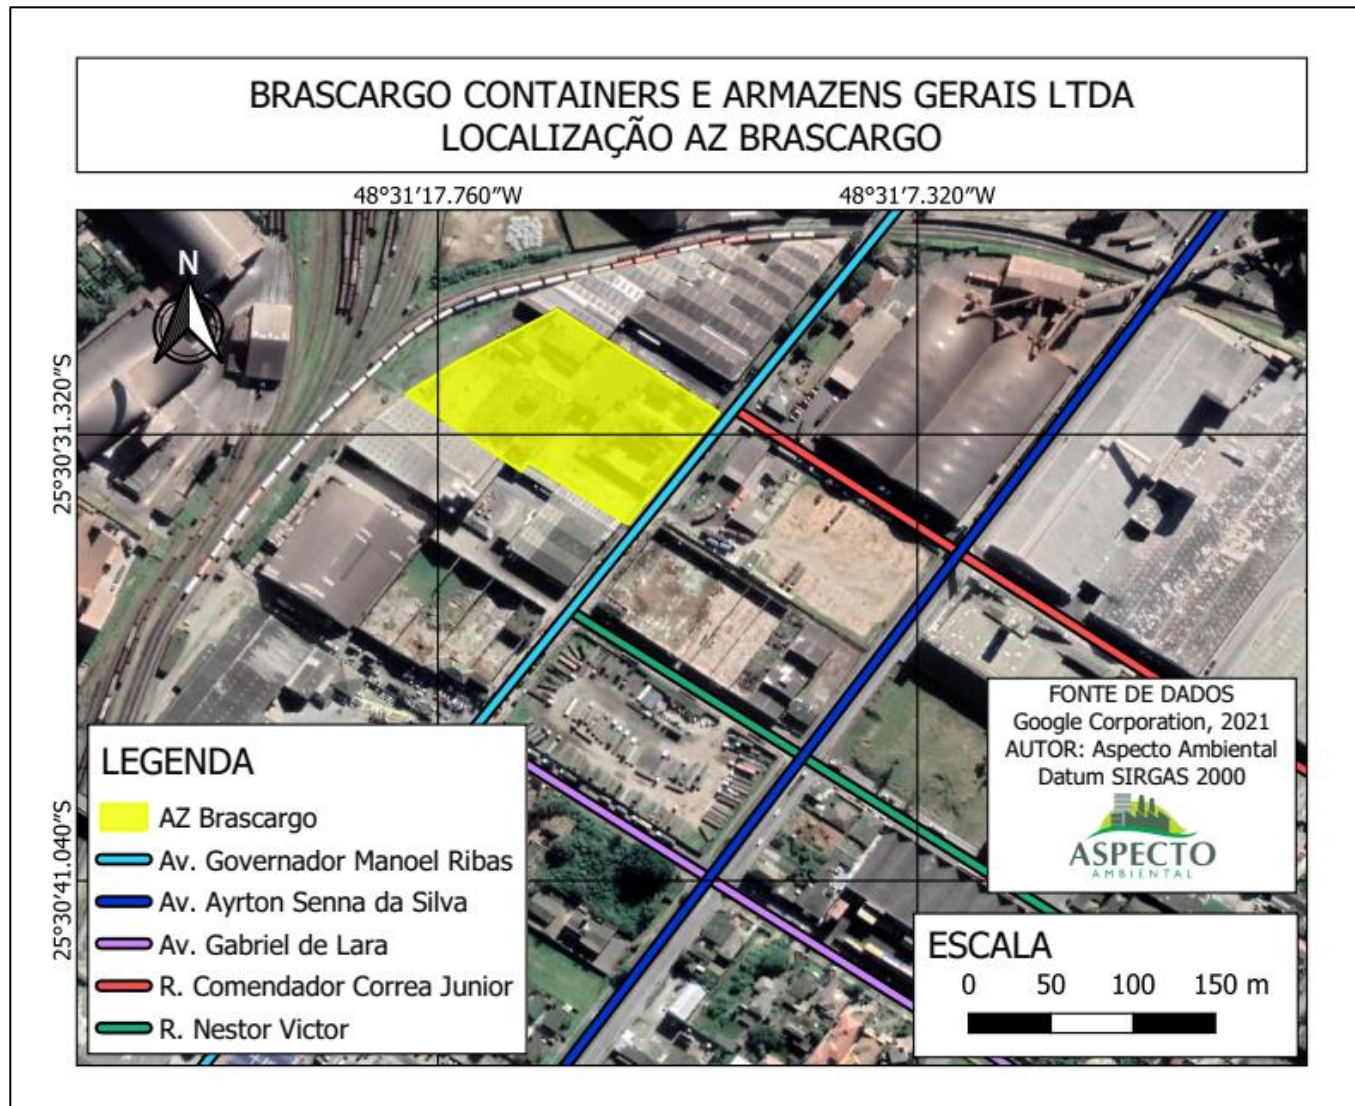 BRASCARGO CONTAINERS E ARMAZENS GERAIS LTDA
LOCALIZAÇÃO AZ BRASCARGO
48°31′17.760″W
48°31′7.320″W
N
25°30′31.320″S
25°30′41.040″S
LEGENDA
AZ Brascargo
Av. Governador Manoel Ribas
Av. Ayrton Senna da Silva
Av. Gabriel de Lara
R. Comendador Correa Junior
R. Nestor Victor
FONTE DE DADOS
Google Corporation, 2021
AUTOR: Aspecto Ambiental
Datum SIRGAS 2000
ASPECTO
AMBIENTAL
ESCALA
0 50 100 150 m